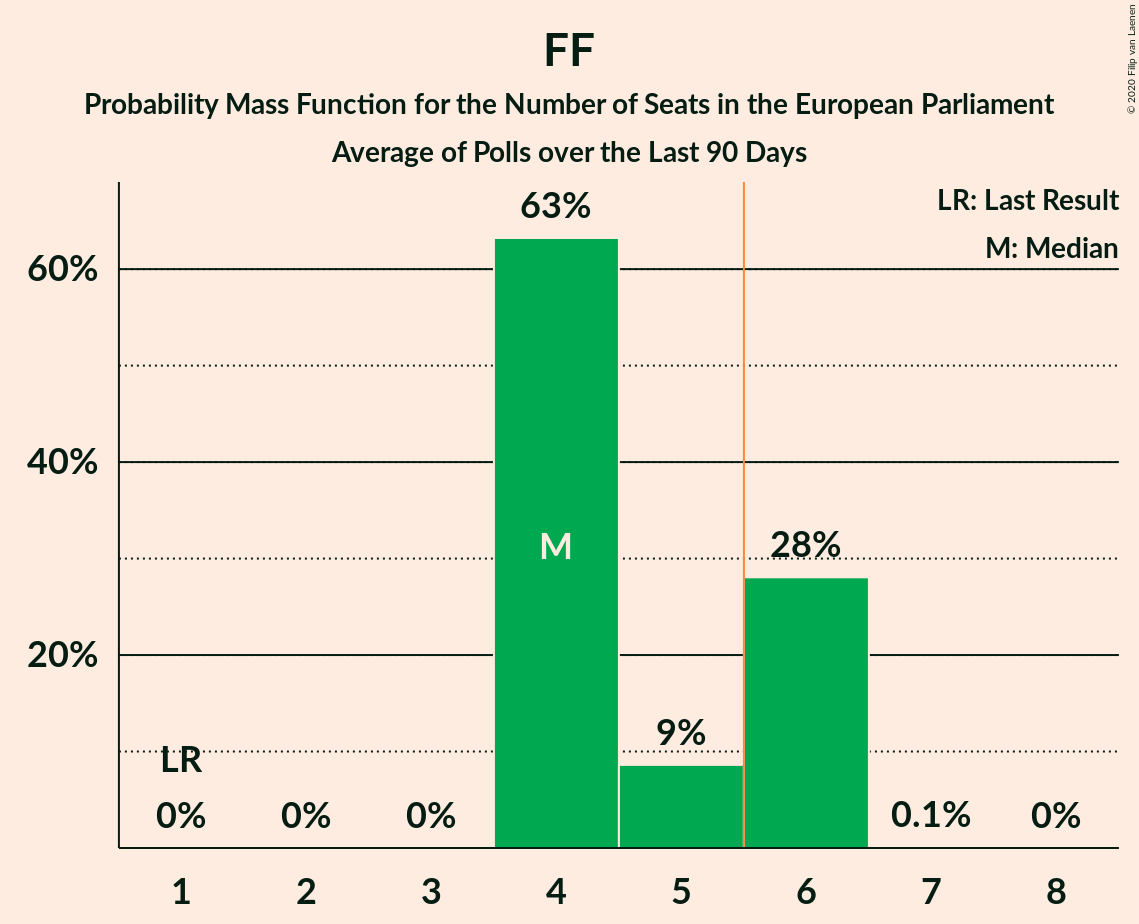 FF
Probability Mass Function for the Number of Seats in the European Parliament
Average of Polls over the Last 90 Days
© 2020 Filip van Laenen
LR: Last Result
M: Median
60%
40%
20%
63%
M
28%
9%
LR
0%
0%
0%
0.1%
0%
1 2 3 4 5 6 7 8